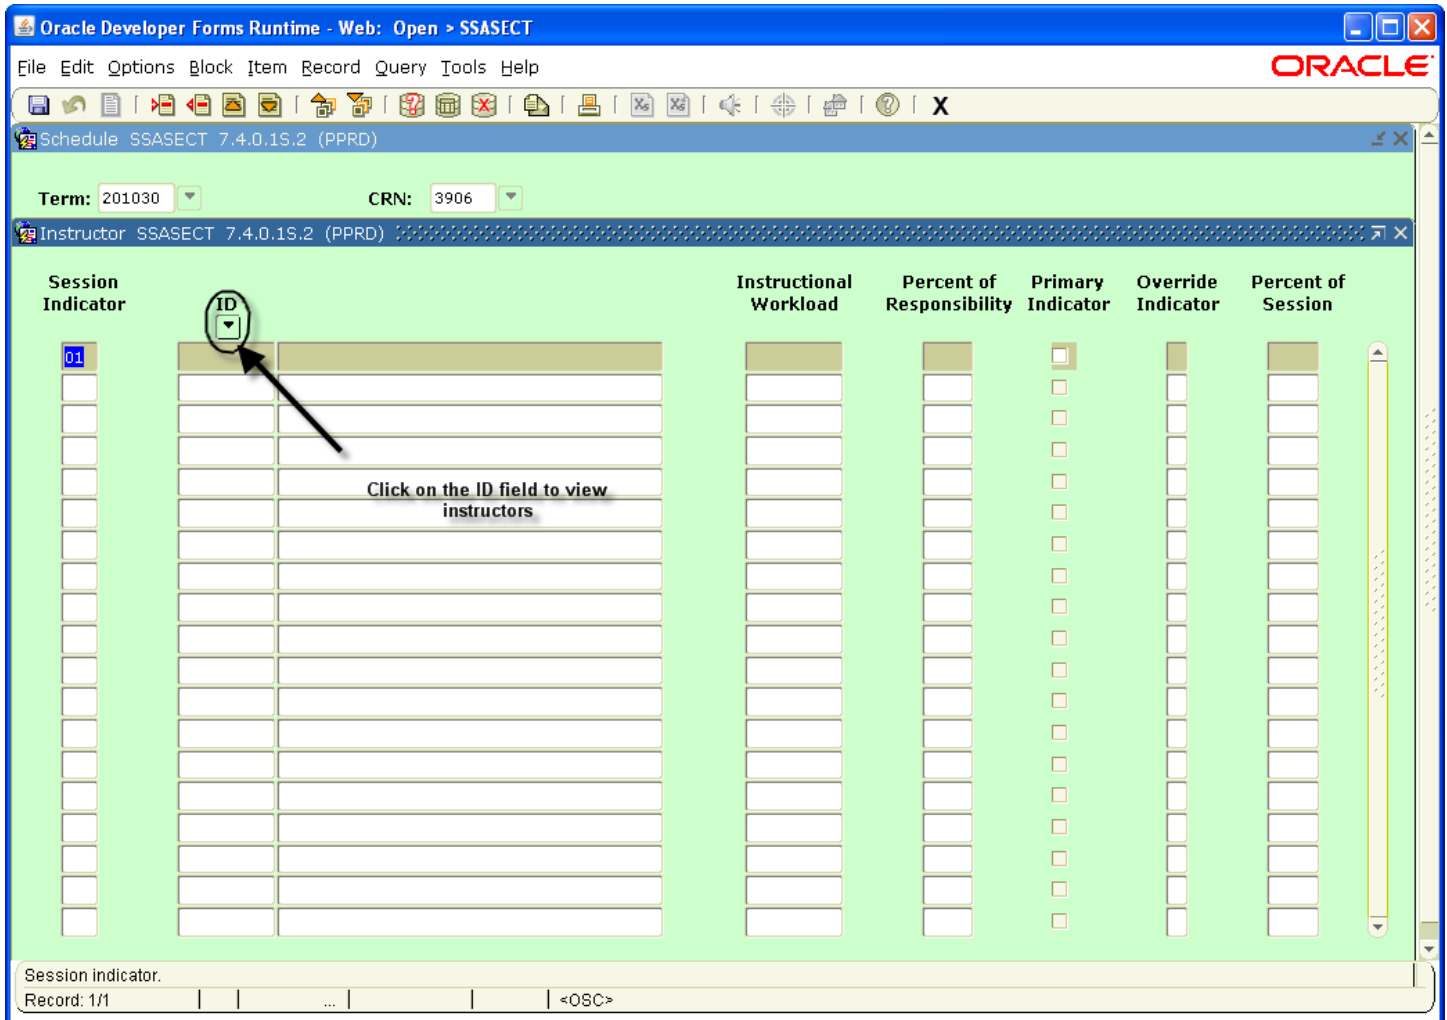 Oracle Developer Forms Runtime - Web: Open > SSASECT
File Edit Options Block Item Record Query Tools Help
ORACLE
X
Schedule SSASECT 7.4.0.1S.2 (PPRD)
Term: 201030 CRN: 3906
Instructor SSASECT 7.4.0.1S.2 (PPRD)
Session Instructional Percent of Primary Override Percent of
Indicator ID Workload Responsibility Indicator Indicator Session
01
Click on the ID field to view
instructors
Session indicator.
Record: 1/1 ... <OSC>